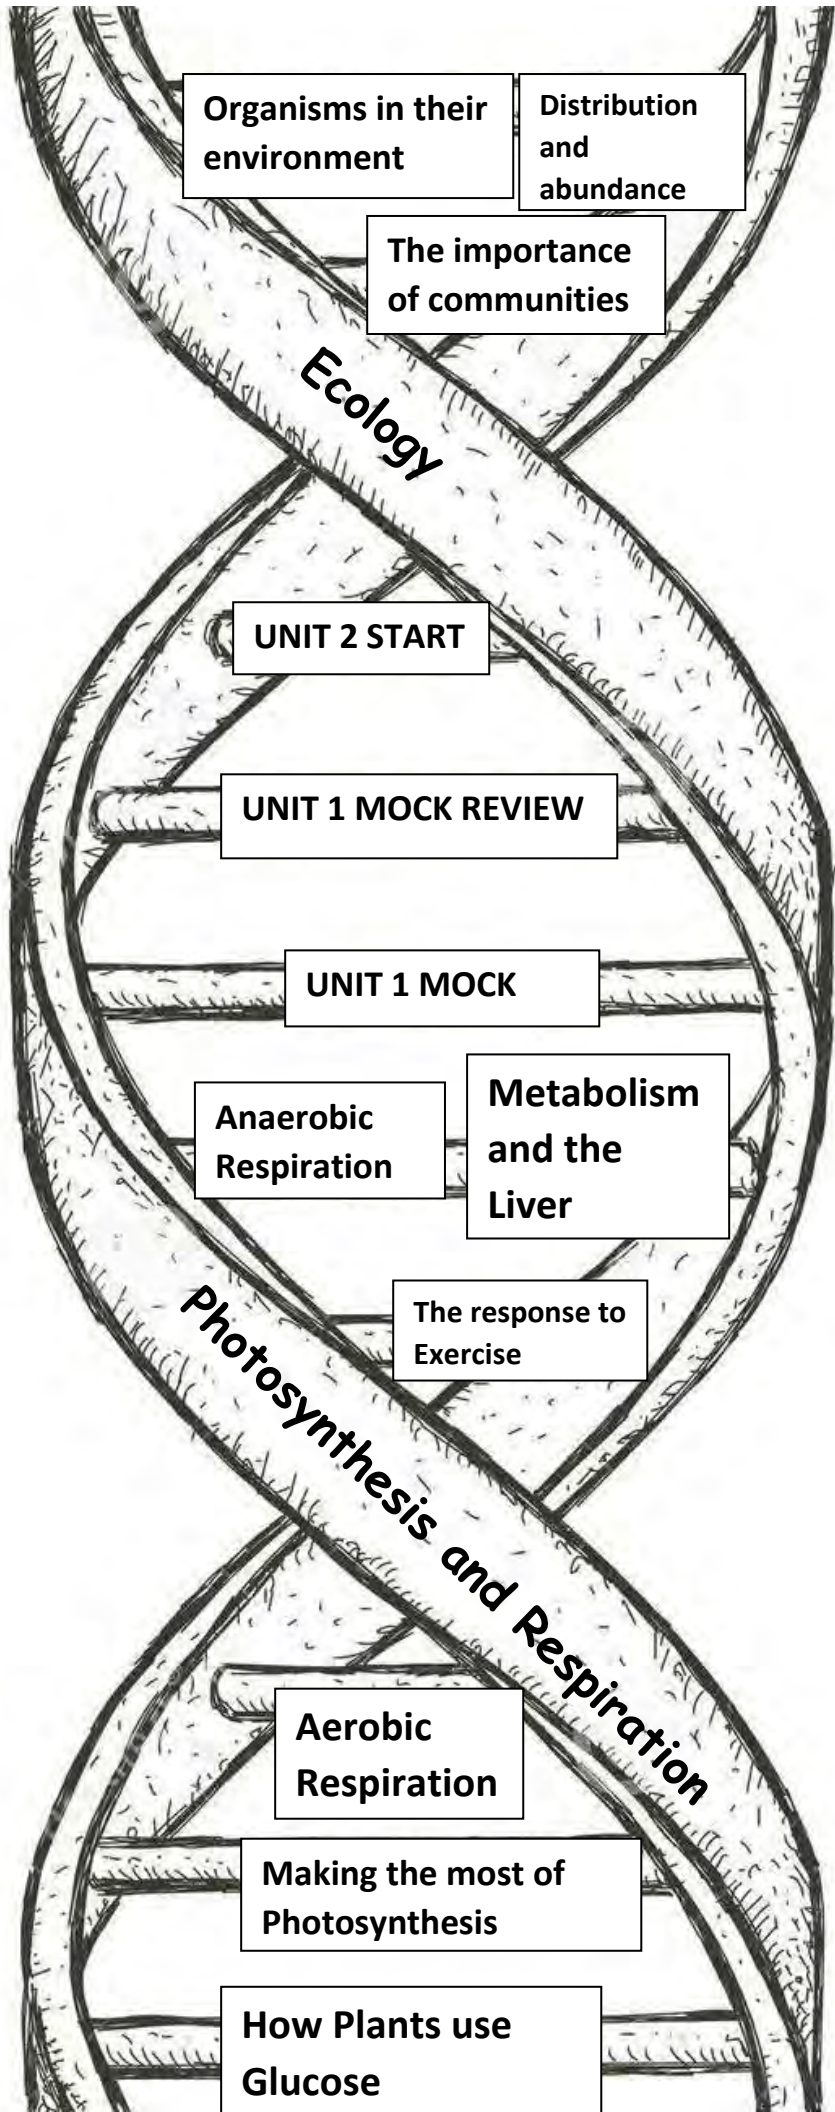 Organisms in their
environment
Distribution
and
abundance
The importance
of communities
Ecology
UNIT 2 START
UNIT 1 MOCK REVIEW
UNIT 1 MOCK
Anaerobic
Respiration
Metabolism
and the
Liver
The response to
Exercise
Photosynthesis and Respiration
Aerobic
Respiration
Making the most of
Photosynthesis
How Plants use
Glucose